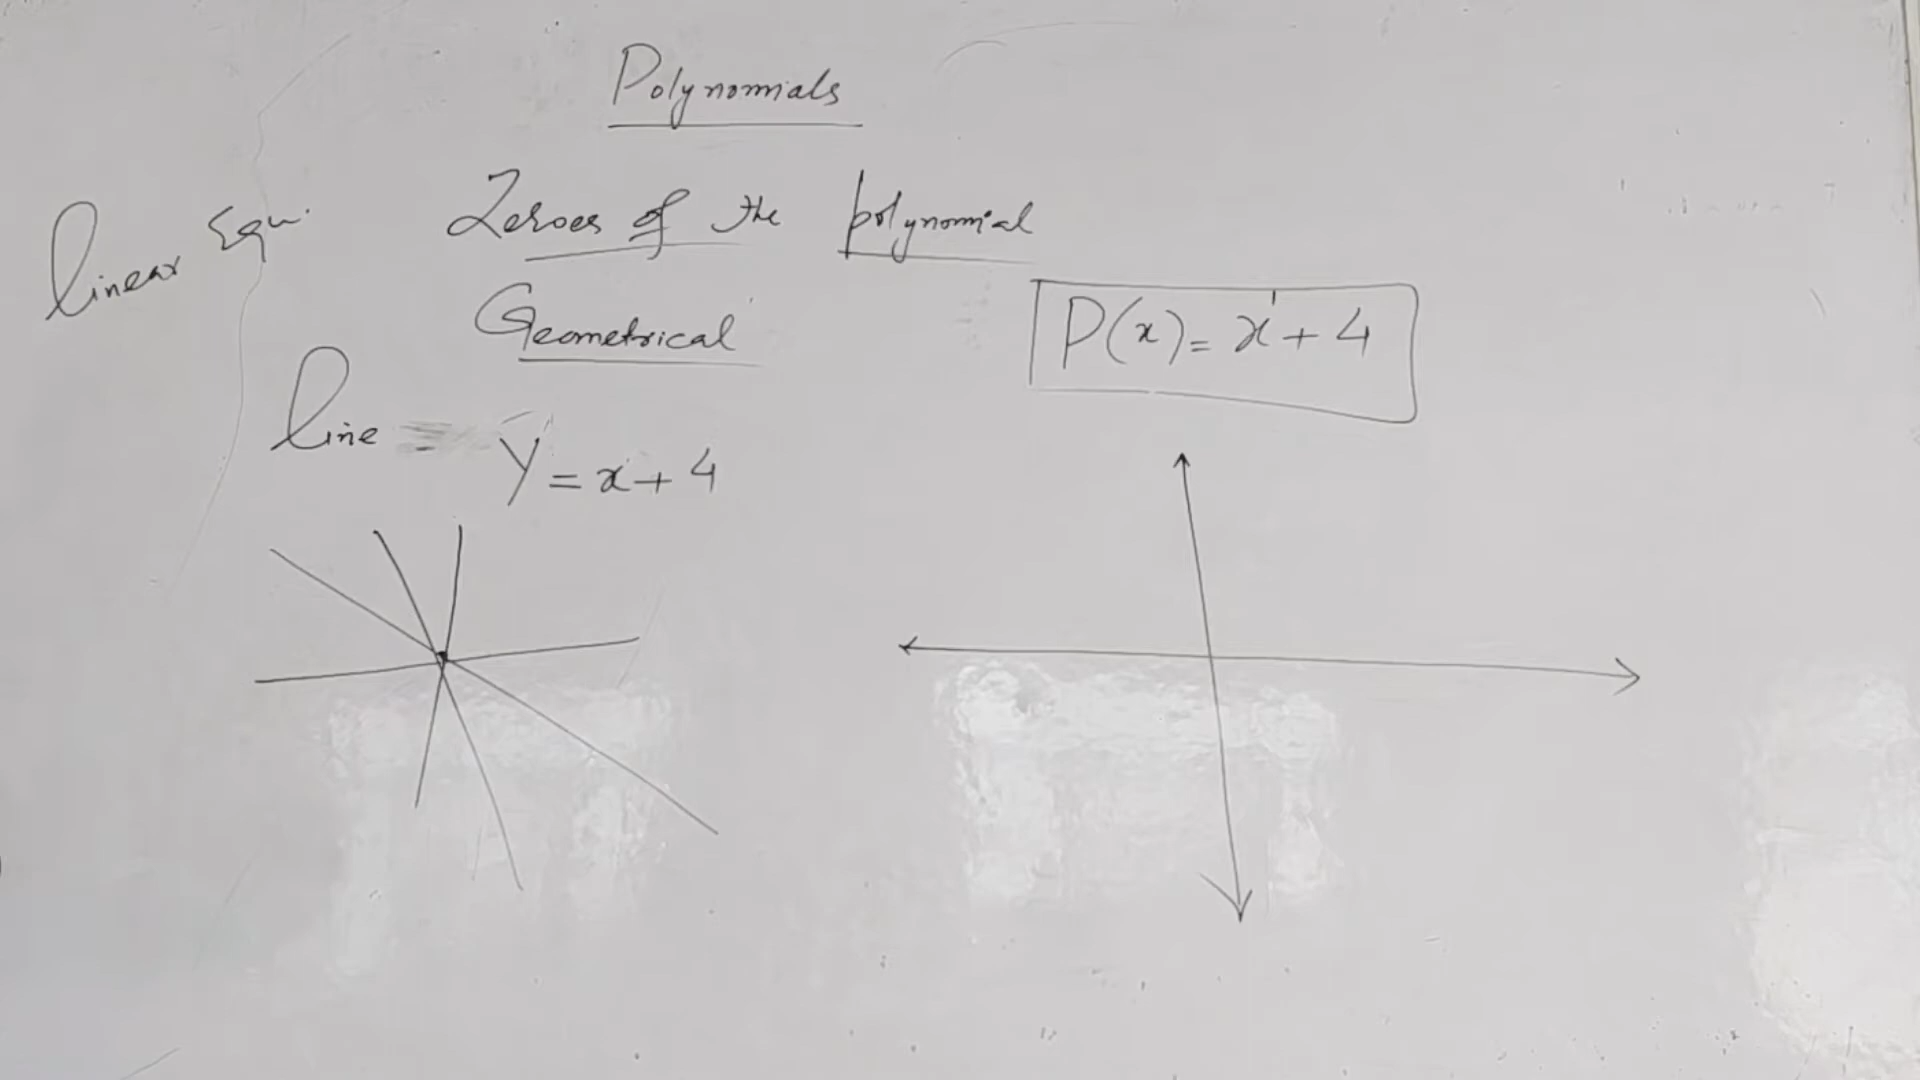 Polynomials
Linear Equ.
Zeroes of the polynomial
Geometrical
P(x) = x¹ + 4
Line
Y = x + 4